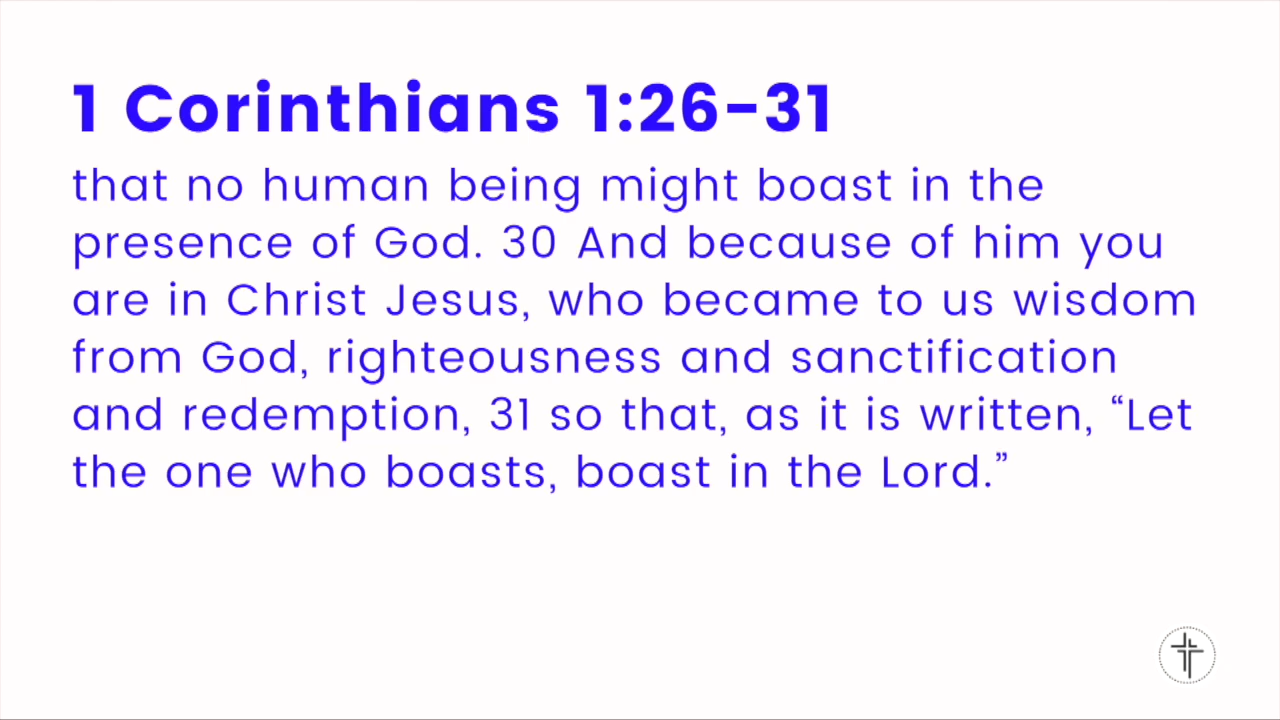 1 Corinthians 1:26-31
that no human being might boast in the
presence of God. 30 And because of him you
are in Christ Jesus, who became to us wisdom
from God, righteousness and sanctification
and redemption, 31 so that, as it is written, “Let
the one who boasts, boast in the Lord.”